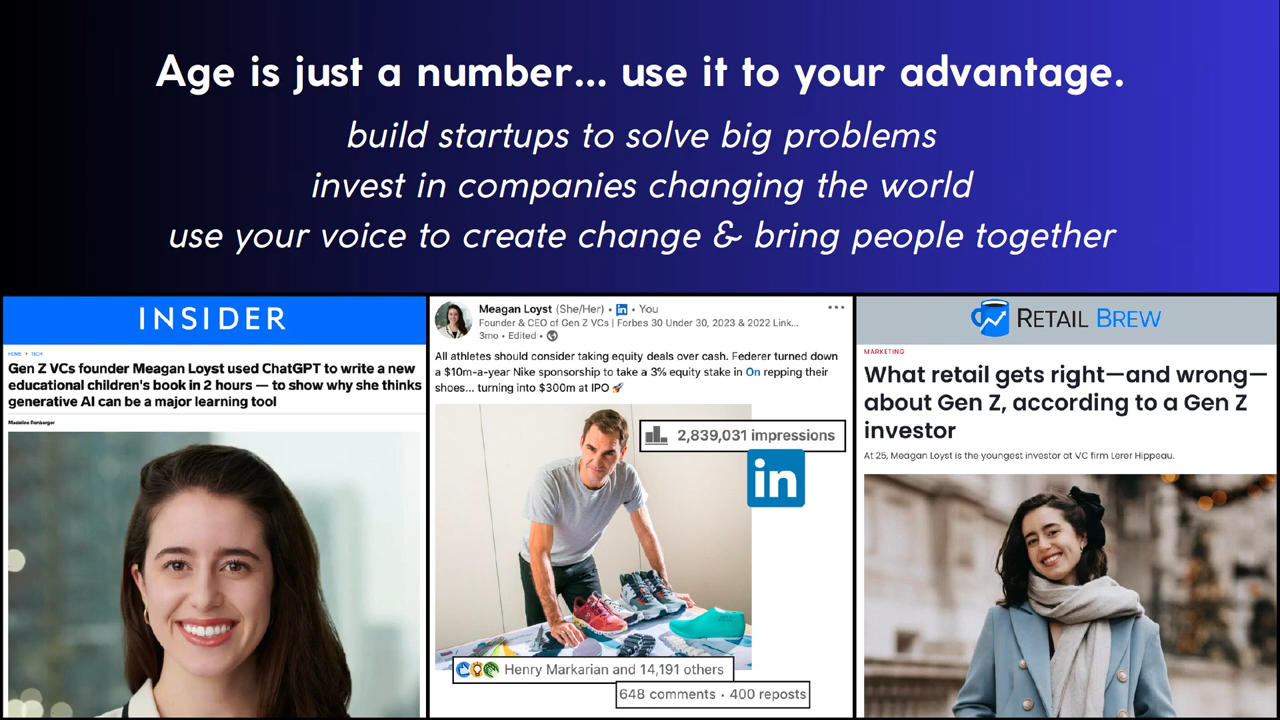 Age is just a number... use it to your advantage.
build startups to solve big problems
invest in companies changing the world
use your voice to create change & bring people together
INSIDER
HOME > TECH
Gen Z VCs founder Meagan Loyst used ChatGPT to write a new
educational children's book in 2 hours — to show why she thinks
generative AI can be a major learning tool
Madeline Renbarger
Meagan Loyst (She/Her) • in • You
Founder & CEO of Gen Z VCs | Forbes 30 Under 30, 2023 & 2022 Link...
3mo • Edited •
All athletes should consider taking equity deals over cash. Federer turned down
a $10m-a-year Nike sponsorship to take a 3% equity stake in On repping their
shoes... turning into $300m at IPO 🚀
2,839,031 impressions
in
Henry Markarian and 14,191 others
648 comments · 400 reposts
RETAIL BREW
MARKETING
What retail gets right—and wrong—
about Gen Z, according to a Gen Z
investor
At 25, Meagan Loyst is the youngest investor at VC firm Lerer Hippeau.